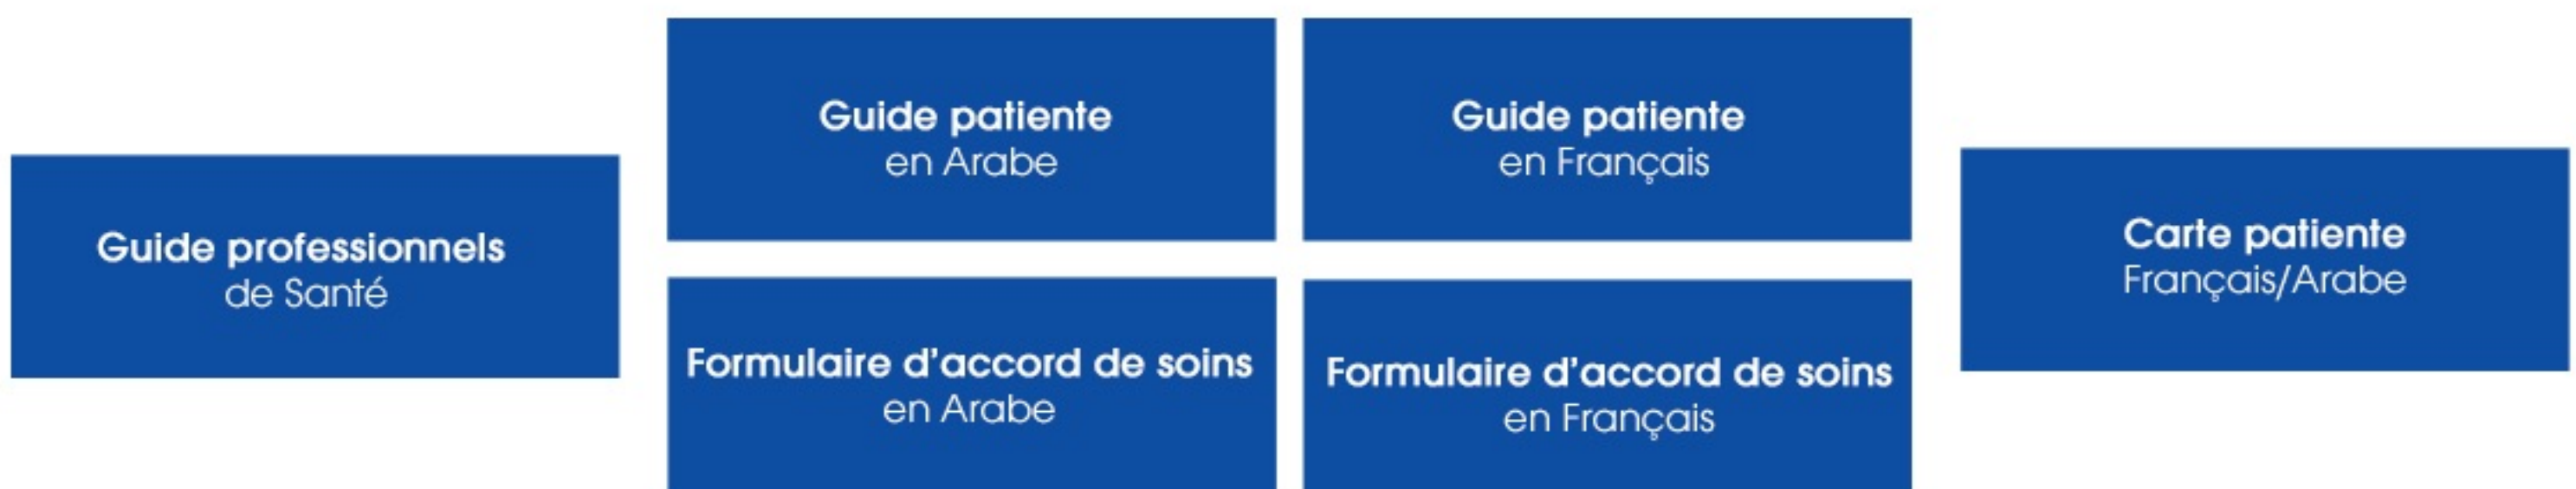 Guide professionnels
de Santé
Guide patiente
en Arabe
Guide patiente
en Français
Formulaire d'accord de soins
en Arabe
Formulaire d'accord de soins
en Français
Carte patiente
Français/Arabe